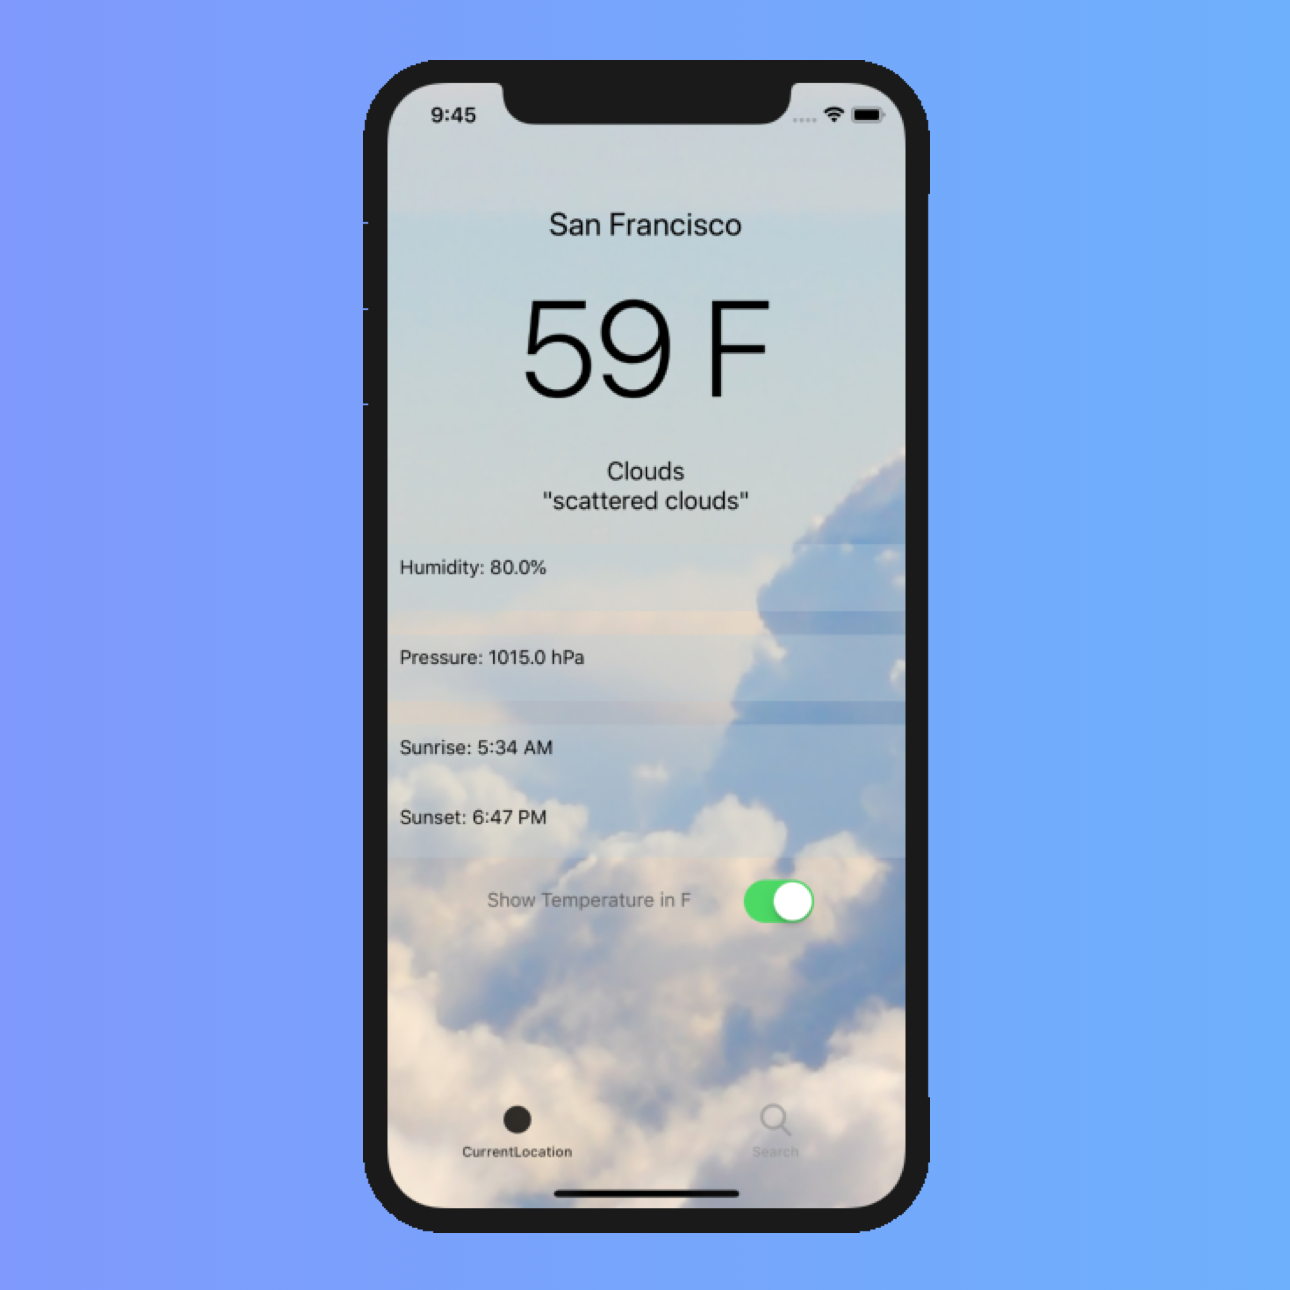 9:45
San Francisco
59 F
Clouds
"scattered clouds"
Humidity: 80.0%
Pressure: 1015.0 hPa
Sunrise: 5:34 AM
Sunset: 6:47 PM
Show Temperature in F
CurrentLocation
Search